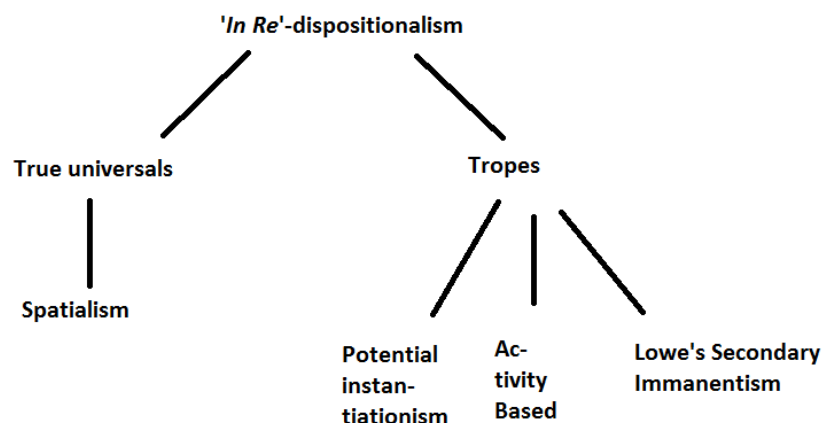 'In Re'-dispositionalism
True universals
Tropes
Spatialism
Potential
instan-
tiationism
Ac-
tivity
Based
Lowe's Secondary
Immanentism